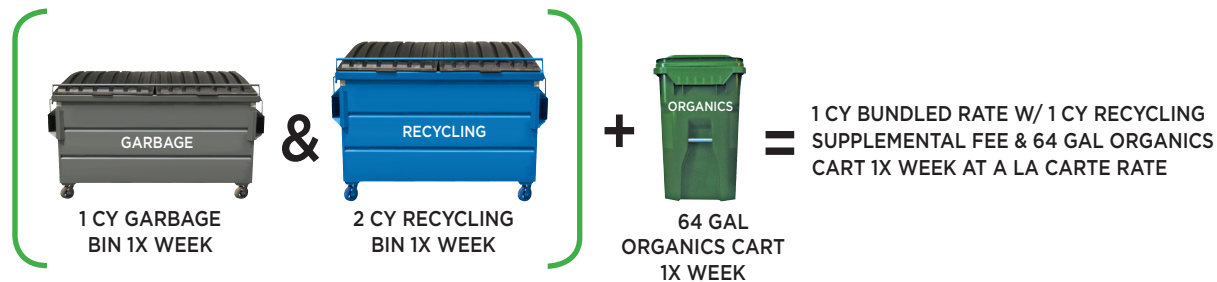 GARBAGE
1 CY GARBAGE
BIN 1X WEEK
&
RECYCLING
2 CY RECYCLING
BIN 1X WEEK
+
ORGANICS
64 GAL
ORGANICS CART
1X WEEK
=
1 CY BUNDLED RATE W/ 1 CY RECYCLING
SUPPLEMENTAL FEE & 64 GAL ORGANICS
CART 1X WEEK AT A LA CARTE RATE